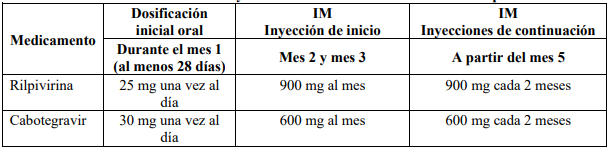 Medicamento
Dosificación
inicial oral
IM
Inyección de inicio
IM
Inyecciones de continuación
Durante el mes 1
(al menos 28 días)
Mes 2 y mes 3
A partir del mes 5
Rilpivirina
25 mg una vez al
día
900 mg al mes
900 mg cada 2 meses
Cabotegravir
30 mg una vez al
día
600 mg al mes
600 mg cada 2 meses